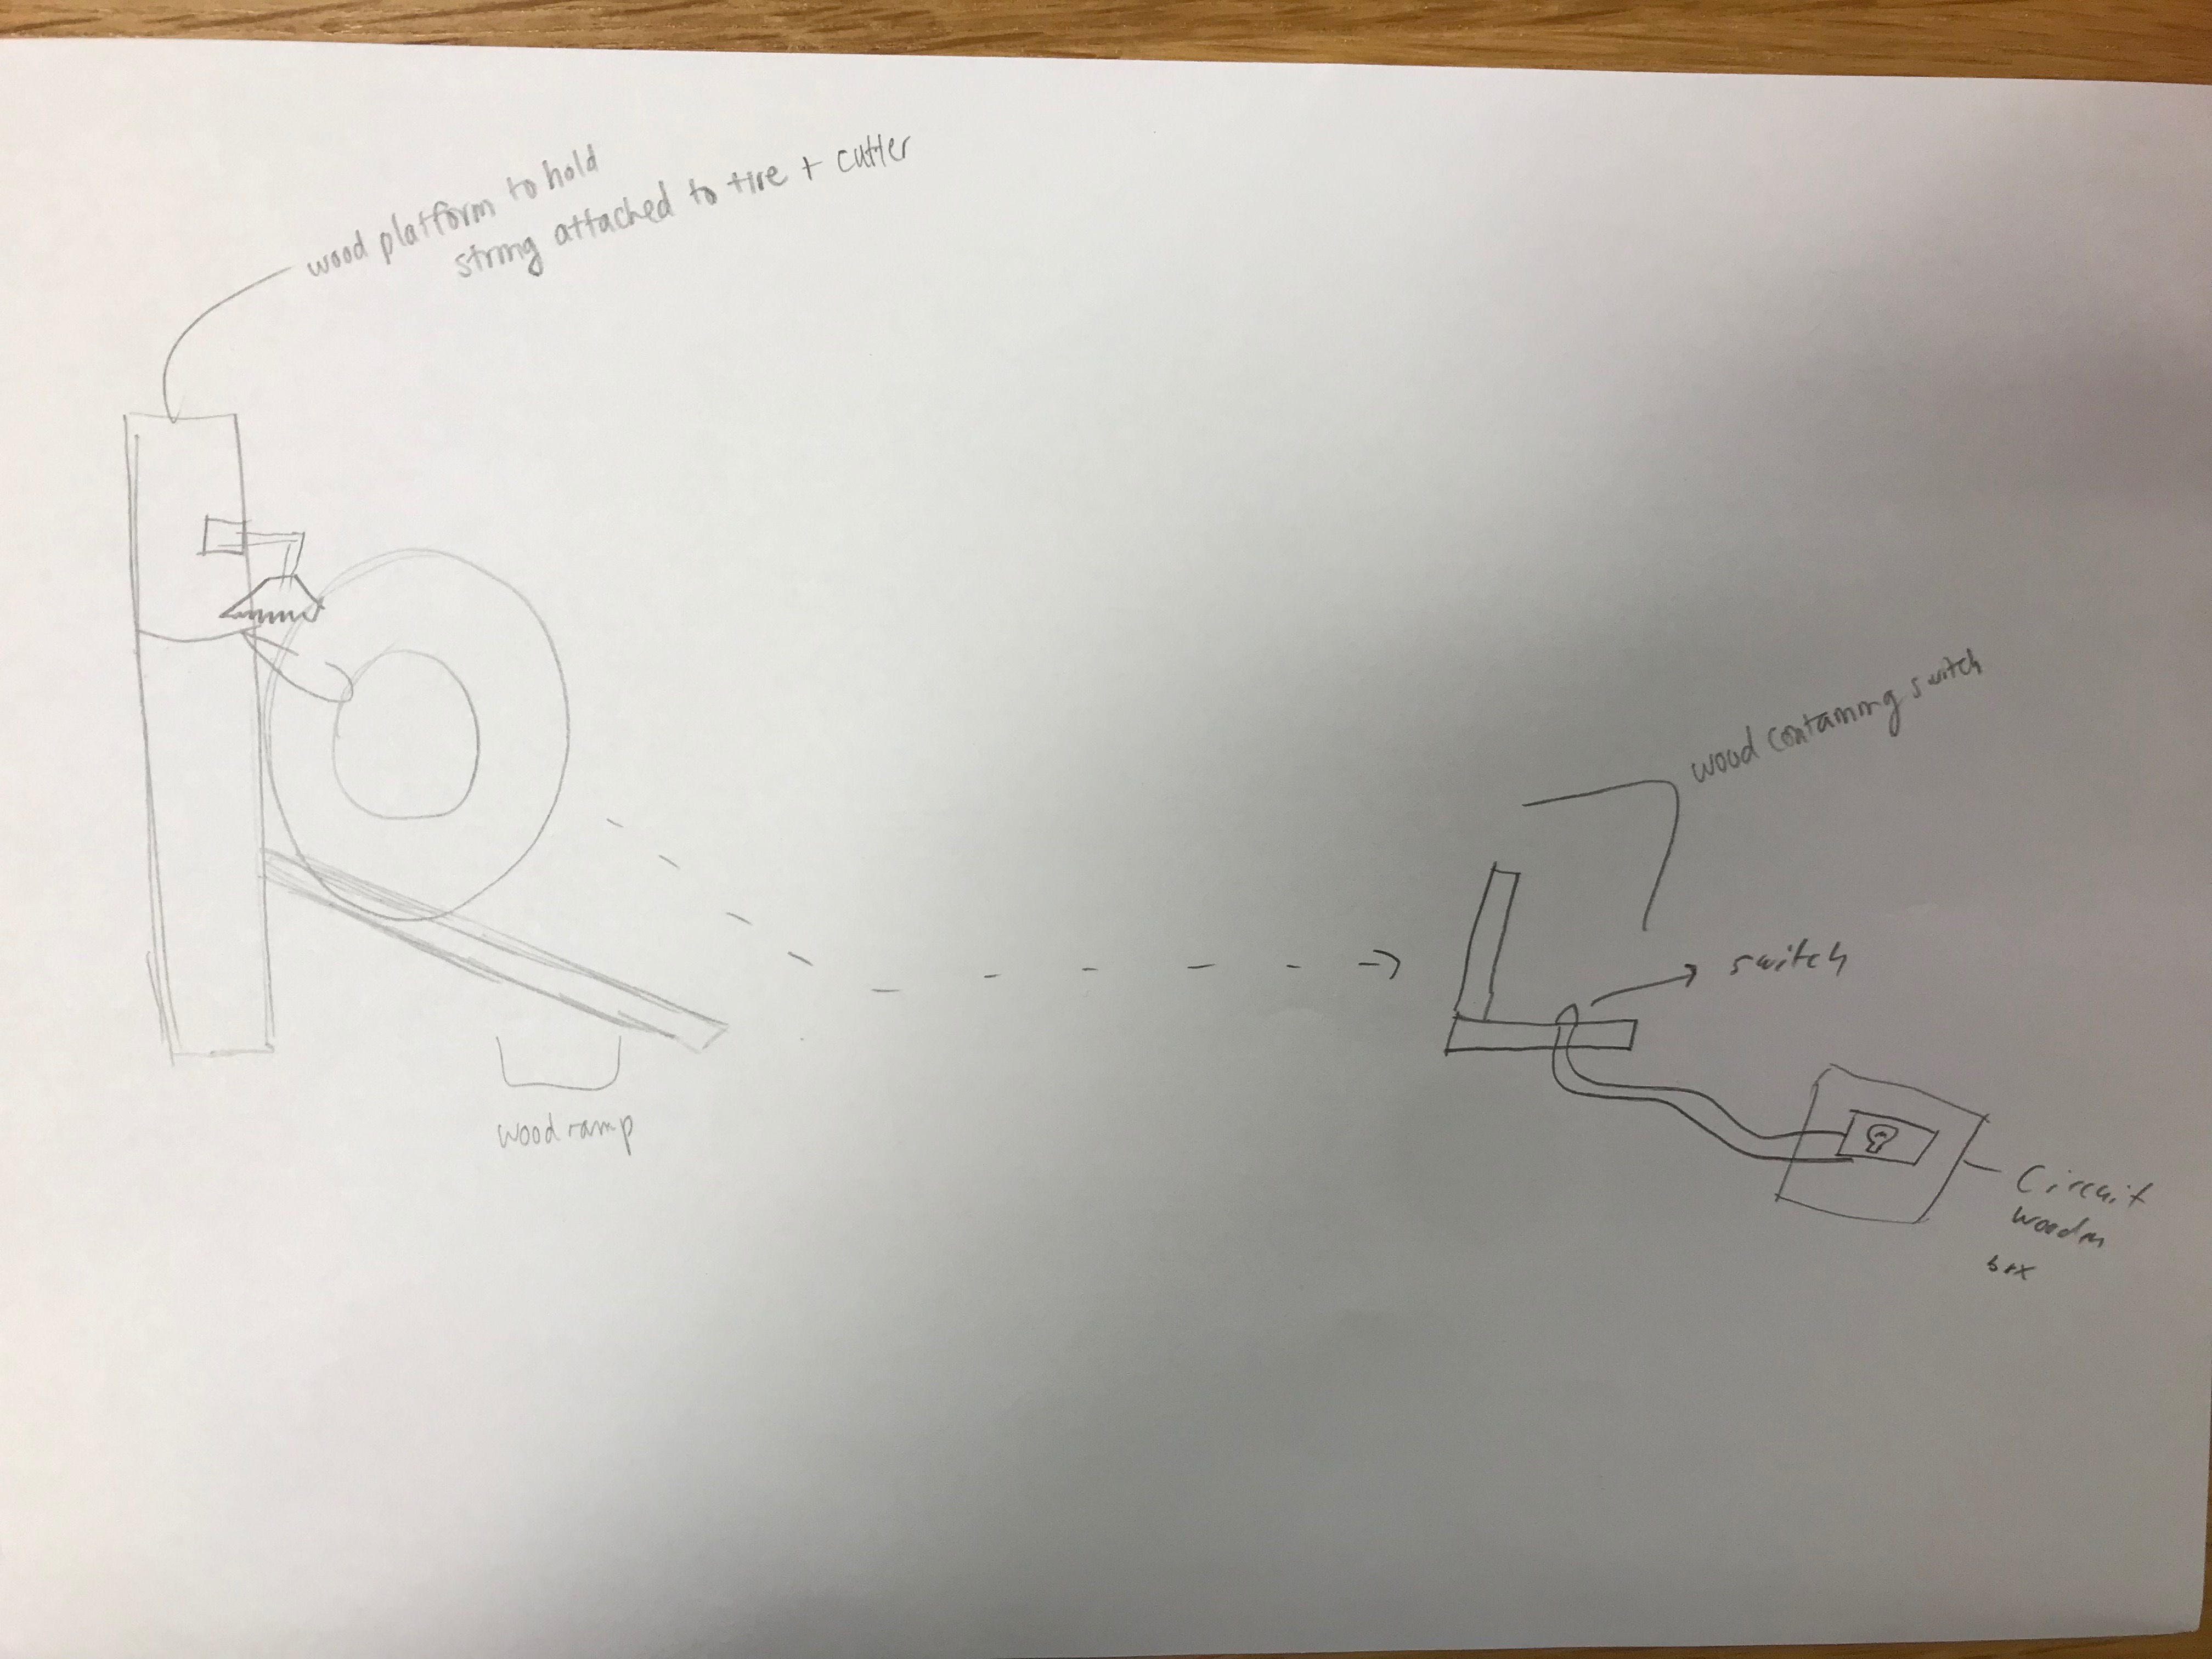 wood platform to hold
string attached to tire + cutter
wood containing switch
switch
wood ramp
Circuit
wooden
box